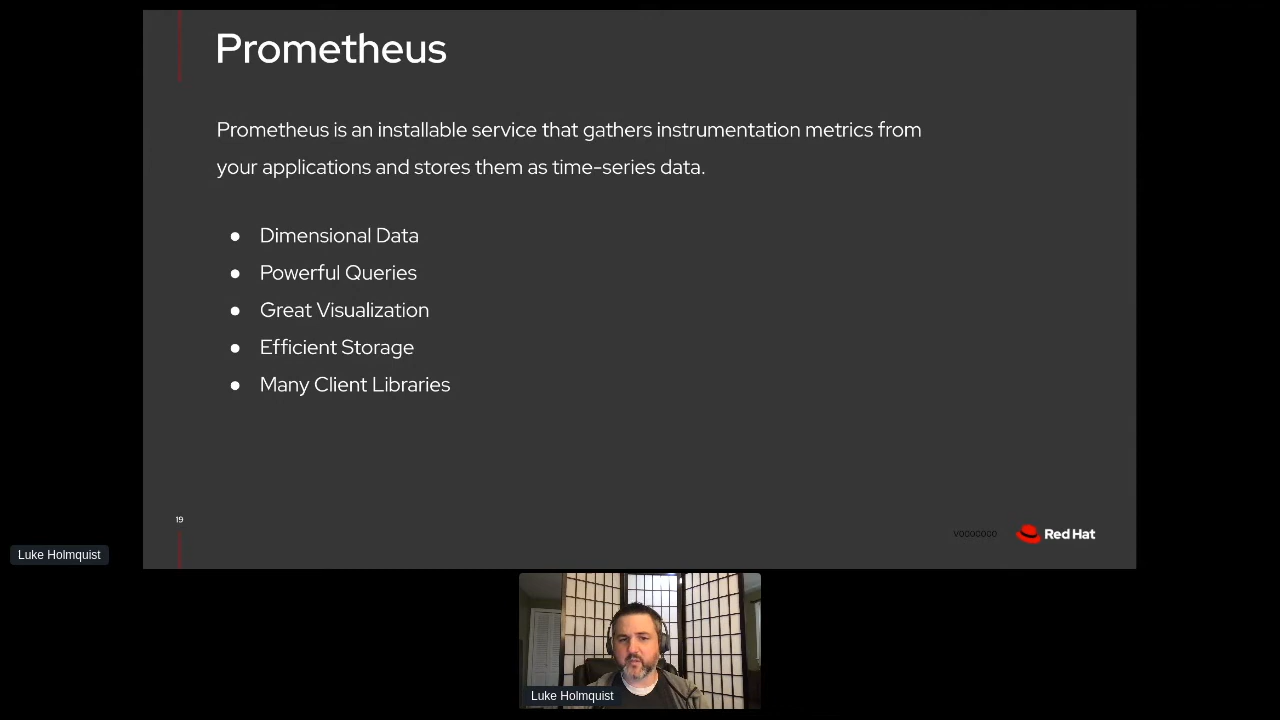 Prometheus
Prometheus is an installable service that gathers instrumentation metrics from
your applications and stores them as time-series data.
● Dimensional Data
● Powerful Queries
● Great Visualization
● Efficient Storage
● Many Client Libraries
19
V0000000
Red Hat
Luke Holmquist
Luke Holmquist